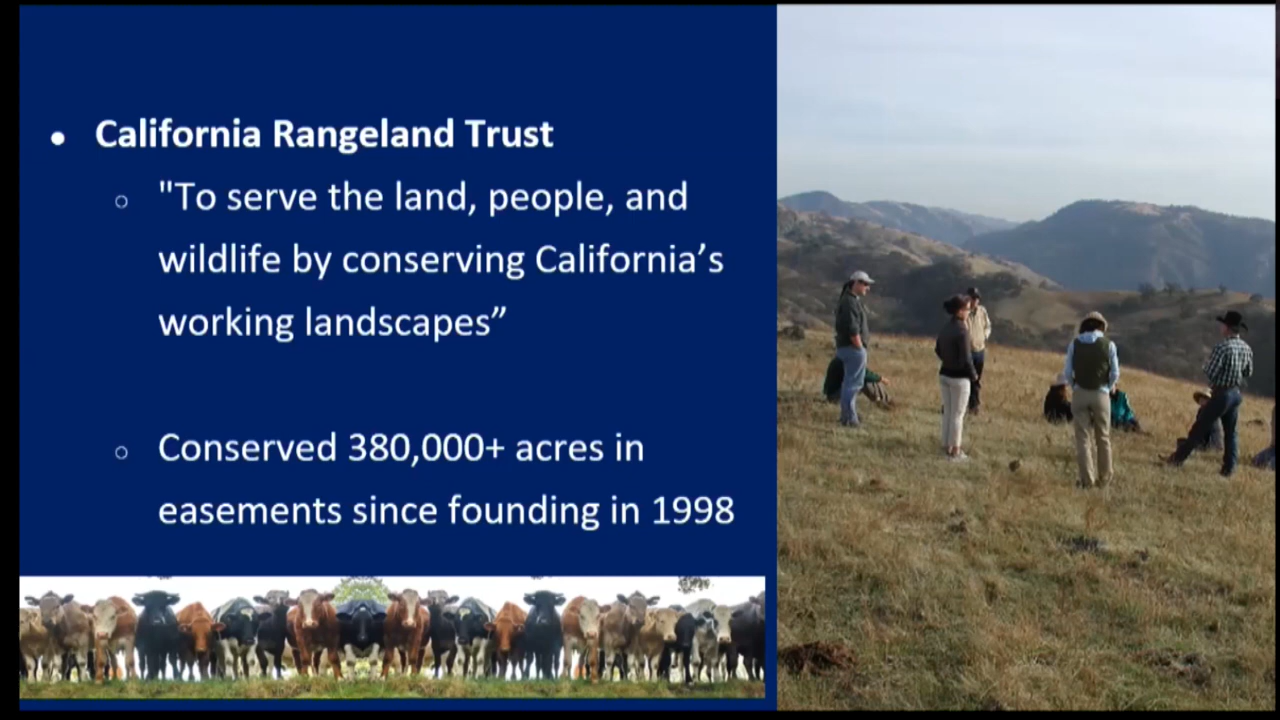 • California Rangeland Trust
○ "To serve the land, people, and
wildlife by conserving California’s
working landscapes”
○ Conserved 380,000+ acres in
easements since founding in 1998